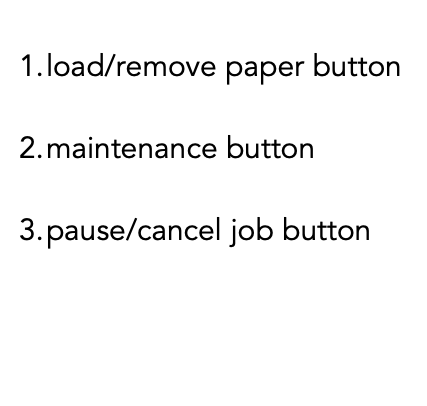 1.load/remove paper button
2.maintenance button
3.pause/cancel job button